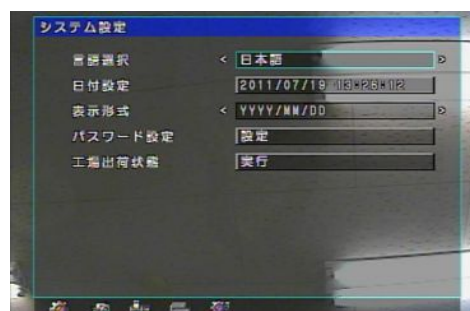 システム設定
言語選択 < 日本語 >
日付設定 2011/07/19 13:26:12
表示形式 < YYYY/MM/DD >
パスワード設定 設定
工場出荷状態 実行